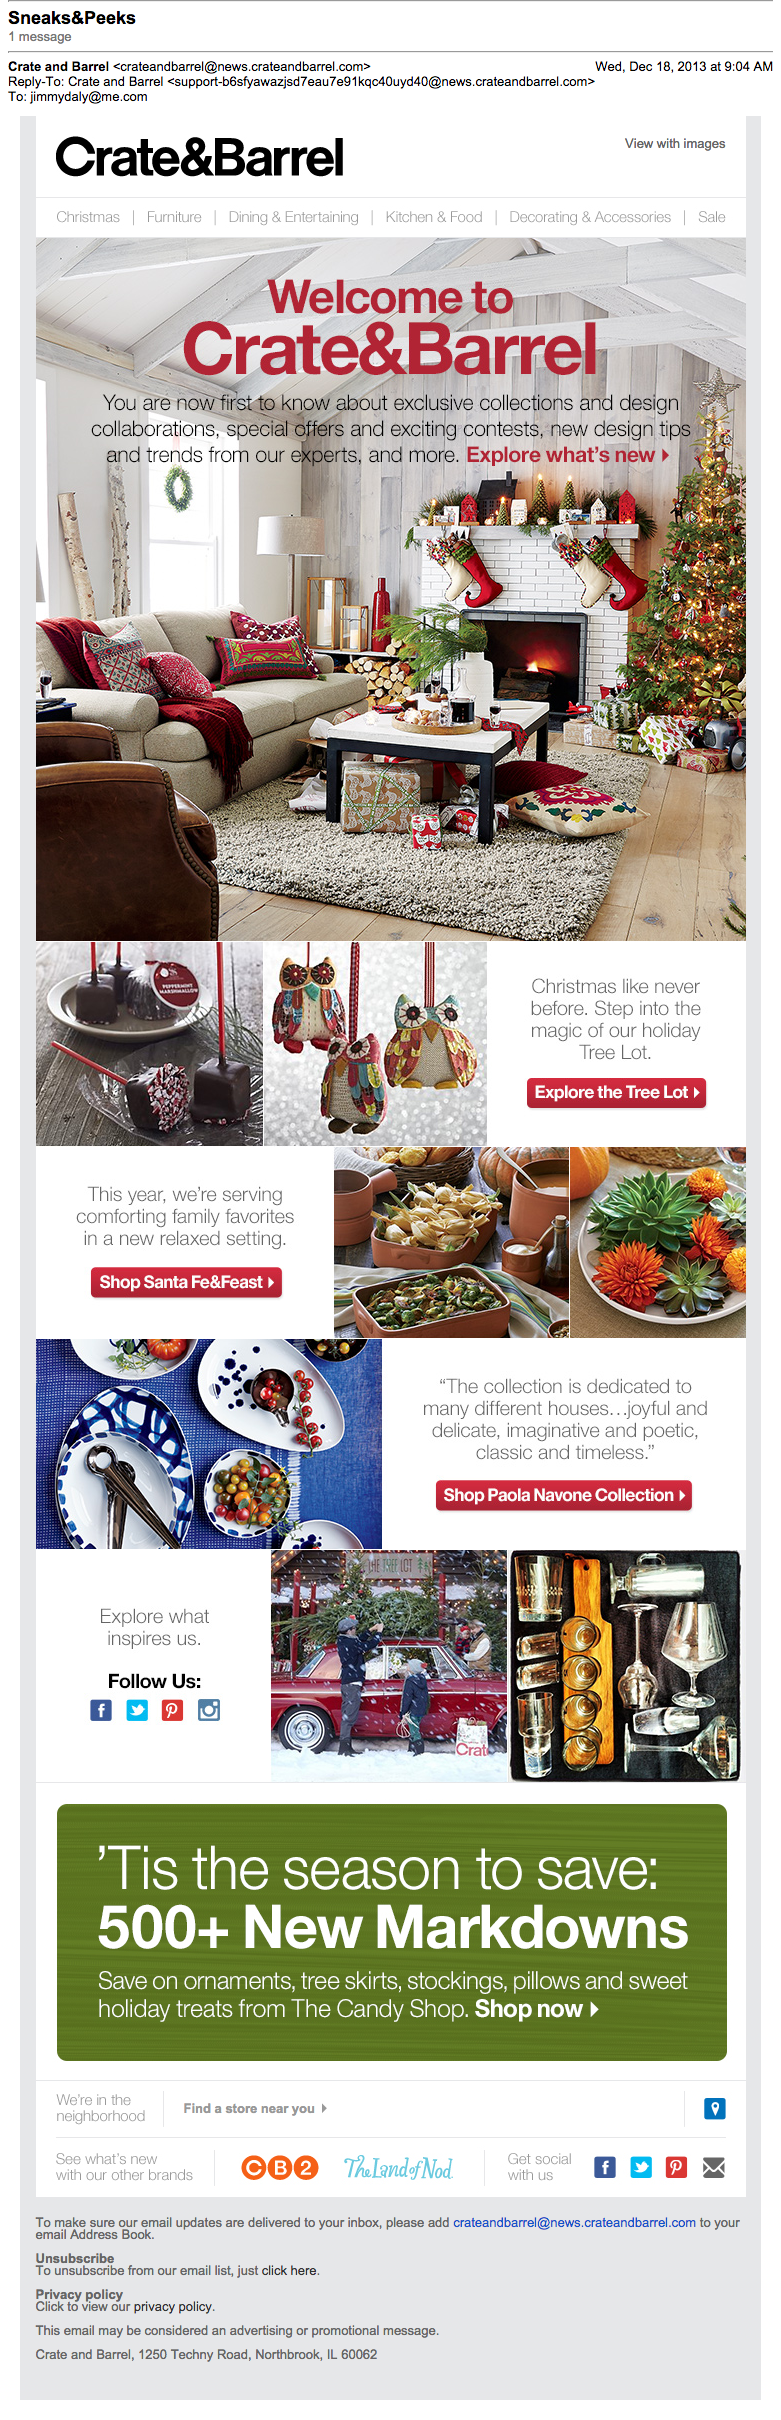 Sneaks&Peeks
1 message
Crate and Barrel <crateandbarrel@news.crateandbarrel.com>
Wed, Dec 18, 2013 at 9:04 AM
Reply-To: Crate and Barrel <support-b6sfyawazjsd7eau7e91kqc40uyd40@news.crateandbarrel.com>
To: jimmydaly@me.com
Crate&Barrel
View with images
Christmas | Furniture | Dining & Entertaining | Kitchen & Food | Decorating & Accessories | Sale
Welcome to
Crate&Barrel
You are now first to know about exclusive collections and design
collaborations, special offers and exciting contests, new design tips
and trends from our experts, and more. Explore what's new
PEPPERMINT
MARSHMALLOW
Christmas like never
before. Step into the
magic of our holiday
Tree Lot.
Explore the Tree Lot
This year, we're serving
comforting family favorites
in a new relaxed setting.
Shop Santa Fe&Feast
“The collection is dedicated to
many different houses…joyful and
delicate, imaginative and poetic,
classic and timeless.”
Shop Paola Navone Collection
Explore what
inspires us.
Follow Us:
THE TREE LOT
Crat
’Tis the season to save:
500+ New Markdowns
Save on ornaments, tree skirts, stockings, pillows and sweet
holiday treats from The Candy Shop. Shop now
We're in the
neighborhood
Find a store near you
See what's new
with our other brands
CB2
The Land of Nod
Get social
with us
To make sure our email updates are delivered to your inbox, please add crateandbarrel@news.crateandbarrel.com to your
email Address Book.
Unsubscribe
To unsubscribe from our email list, just click here.
Privacy policy
Click to view our privacy policy.
This email may be considered an advertising or promotional message.
Crate and Barrel, 1250 Techny Road, Northbrook, IL 60062